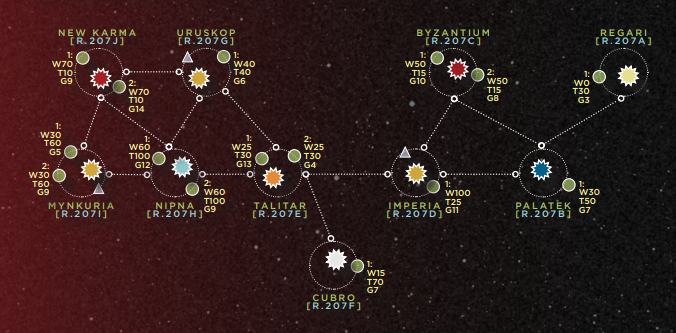 NEW KARMA
[R.207J]
1:
W70
T10
G9
2:
W70
T10
G14
URUSKOP
[R.207G]
1:
W40
T40
G6
BYZANTIUM
[R.207C]
1:
W50
T15
G10
2:
W50
T15
G8
REGARI
[R.207A]
1:
W0
T30
G3
1:
W30
T60
G5
2:
W30
T60
G9
MYNKURIA
[R.207I]
1:
W60
T100
G12
2:
W60
T100
G9
NIPNA
[R.207H]
1:
W25
T30
G13
2:
W25
T30
G4
TALITAR
[R.207E]
1:
W100
T25
G11
IMPERIA
[R.207D]
1:
W30
T50
G7
PALATEK
[R.207B]
1:
W15
T70
G7
CUBRO
[R.207F]